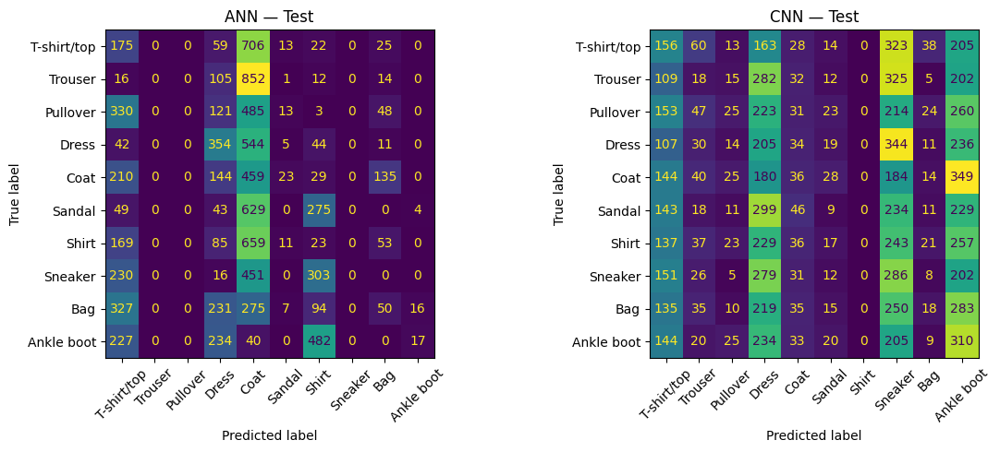 ANN — Test
True label
T-shirt/top 175 0 0 59 706 13 22 0 25 0
Trouser 16 0 0 105 852 1 12 0 14 0
Pullover 330 0 0 121 485 13 3 0 48 0
Dress 42 0 0 354 544 5 44 0 11 0
Coat 210 0 0 144 459 23 29 0 135 0
Sandal 49 0 0 43 629 0 275 0 0 4
Shirt 169 0 0 85 659 11 23 0 53 0
Sneaker 230 0 0 16 451 0 303 0 0 0
Bag 327 0 0 231 275 7 94 0 50 16
Ankle boot 227 0 0 234 40 0 482 0 0 17
T-shirt/top Trouser Pullover Dress Coat Sandal Shirt Sneaker Bag Ankle boot
Predicted label
CNN — Test
True label
T-shirt/top 156 60 13 163 28 14 0 323 38 205
Trouser 109 18 15 282 32 12 0 325 5 202
Pullover 153 47 25 223 31 23 0 214 24 260
Dress 107 30 14 205 34 19 0 344 11 236
Coat 144 40 25 180 36 28 0 184 14 349
Sandal 143 18 11 299 46 9 0 234 11 229
Shirt 137 37 23 229 36 17 0 243 21 257
Sneaker 151 26 5 279 31 12 0 286 8 202
Bag 135 35 10 219 35 15 0 250 18 283
Ankle boot 144 20 25 234 33 20 0 205 9 310
T-shirt/top Trouser Pullover Dress Coat Sandal Shirt Sneaker Bag Ankle boot
Predicted label